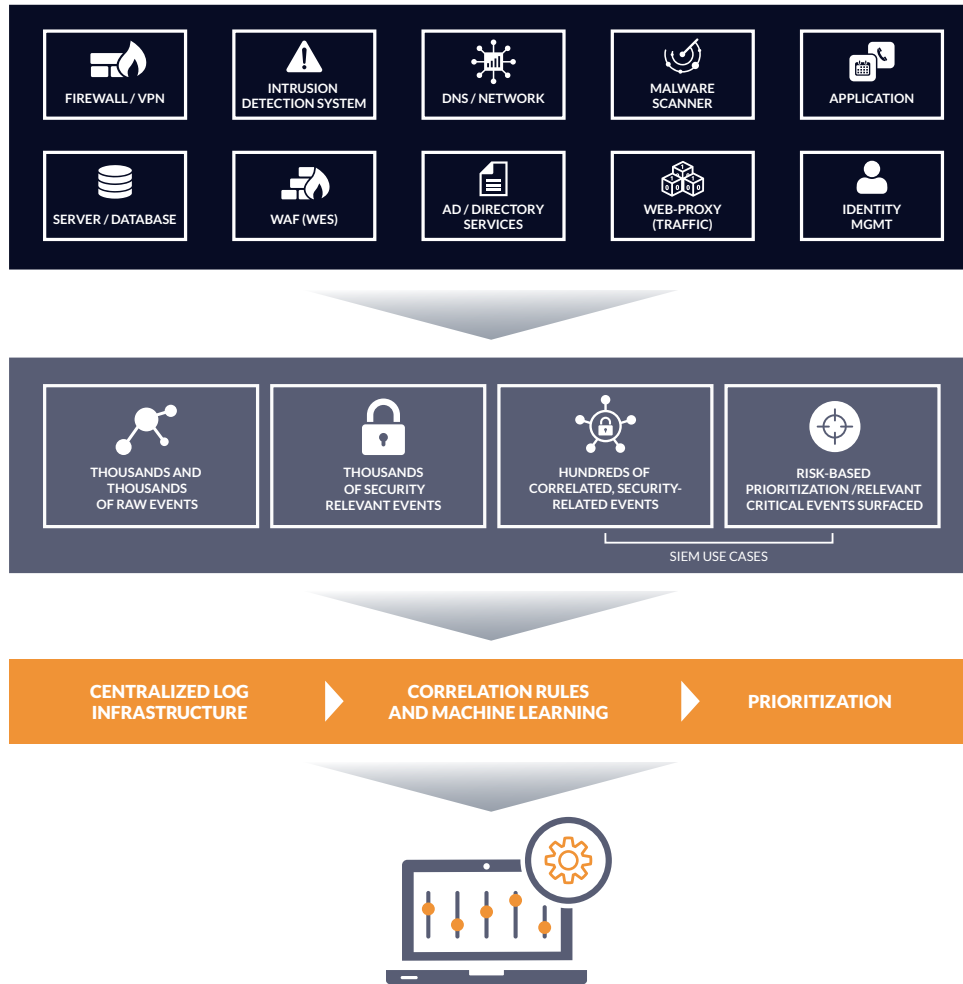 FIREWALL / VPN
INTRUSION
DETECTION SYSTEM
DNS / NETWORK
MALWARE
SCANNER
APPLICATION
SERVER / DATABASE
WAF (WES)
AD / DIRECTORY
SERVICES
WEB-PROXY
(TRAFFIC)
IDENTITY
MGMT
THOUSANDS AND
THOUSANDS
OF RAW EVENTS
THOUSANDS
OF SECURITY
RELEVANT EVENTS
HUNDREDS OF
CORRELATED, SECURITY-
RELATED EVENTS
RISK-BASED
PRIORITIZATION /RELEVANT
CRITICAL EVENTS SURFACED
SIEM USE CASES
CENTRALIZED LOG
INFRASTRUCTURE
CORRELATION RULES
AND MACHINE LEARNING
PRIORITIZATION